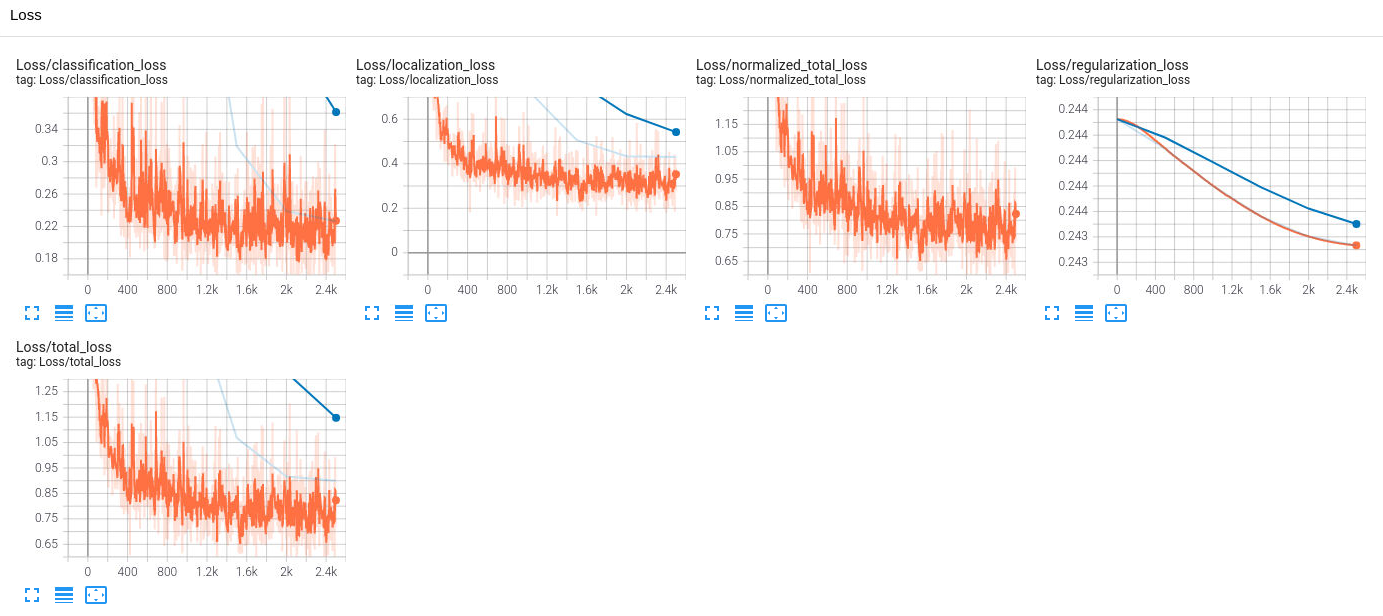 Loss
Loss/classification_loss
tag: Loss/classification_loss
0.34
0.3
0.26
0.22
0.18
0 400 800 1.2k 1.6k 2k 2.4k
Loss/localization_loss
tag: Loss/localization_loss
0.6
0.4
0.2
0
0 400 800 1.2k 1.6k 2k 2.4k
Loss/normalized_total_loss
tag: Loss/normalized_total_loss
1.15
1.05
0.95
0.85
0.75
0.65
0 400 800 1.2k 1.6k 2k 2.4k
Loss/regularization_loss
tag: Loss/regularization_loss
0.244
0.244
0.244
0.244
0.244
0.243
0.243
0 400 800 1.2k 1.6k 2k 2.4k
Loss/total_loss
tag: Loss/total_loss
1.25
1.15
1.05
0.95
0.85
0.75
0.65
0 400 800 1.2k 1.6k 2k 2.4k